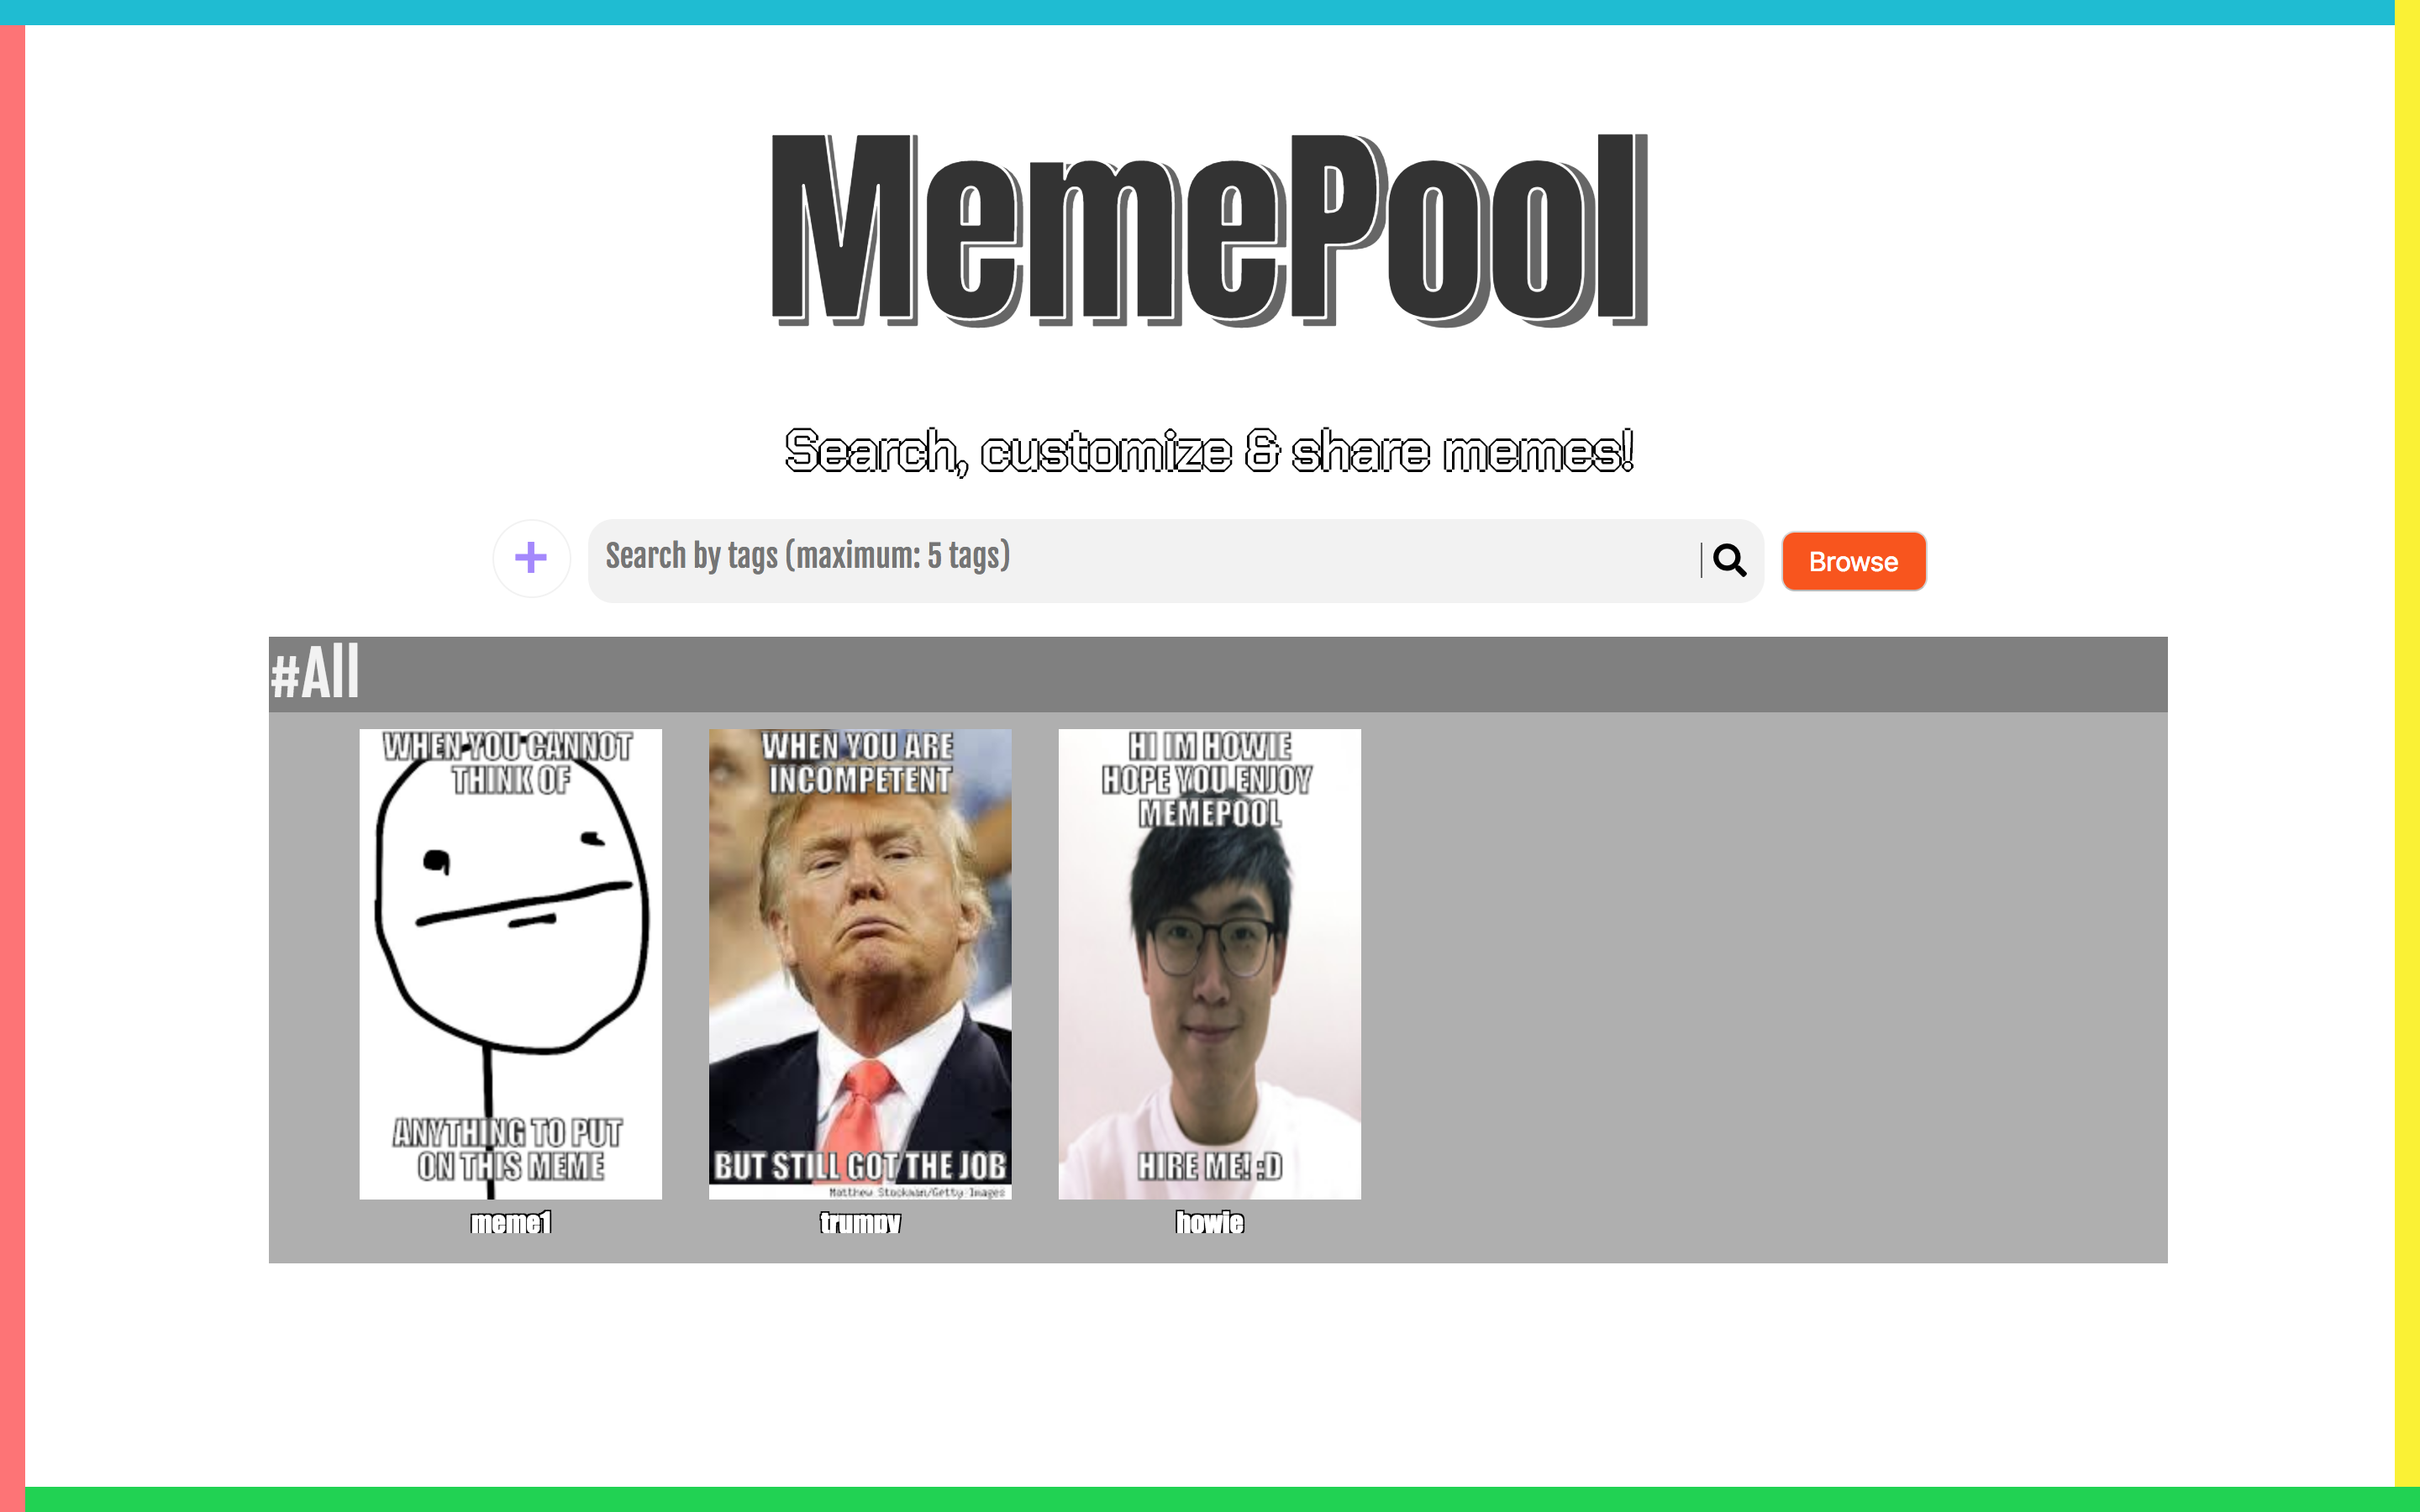 MemePool
Search, customize & share memes!
Search by tags (maximum: 5 tags)
Browse
#All
WHEN YOU CANNOT
THINK OF
ANYTHING TO PUT
ON THIS MEME
meme1
WHEN YOU ARE
INCOMPETENT
BUT STILL GOT THE JOB
Matthew Stockman/Getty Images
trumpy
HI IM HOWIE
HOPE YOU ENJOY
MEMEPOOL
HIRE ME! :D
howie